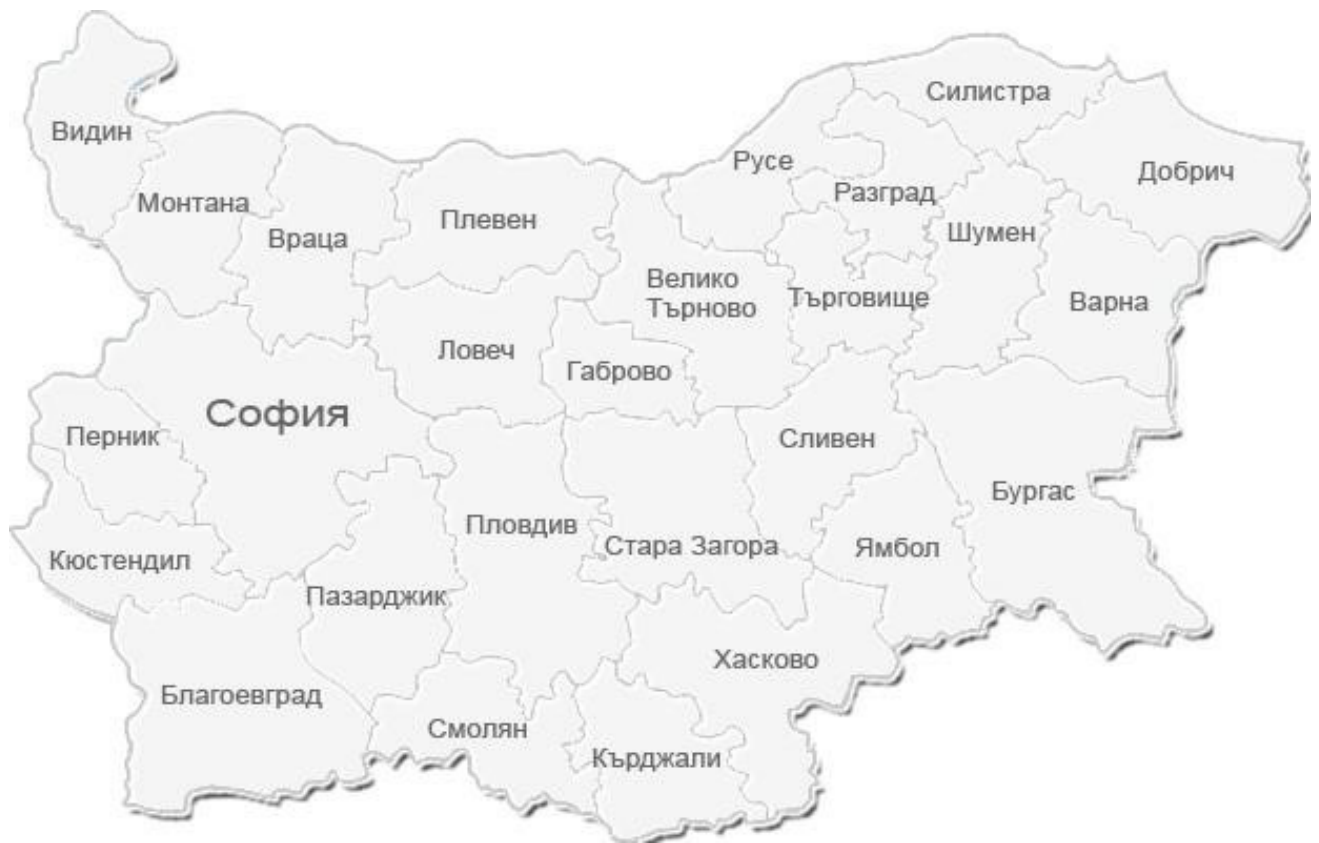 Силистра
Видин
Русе
Добрич
Разград
Монтана
Плевен
Враца
Шумен
Велико
Търново
Търговище
Варна
Ловеч
Габрово
София
Перник
Сливен
Бургас
Пловдив
Стара Загора
Ямбол
Кюстендил
Пазарджик
Хасково
Благоевград
Смолян
Кърджали